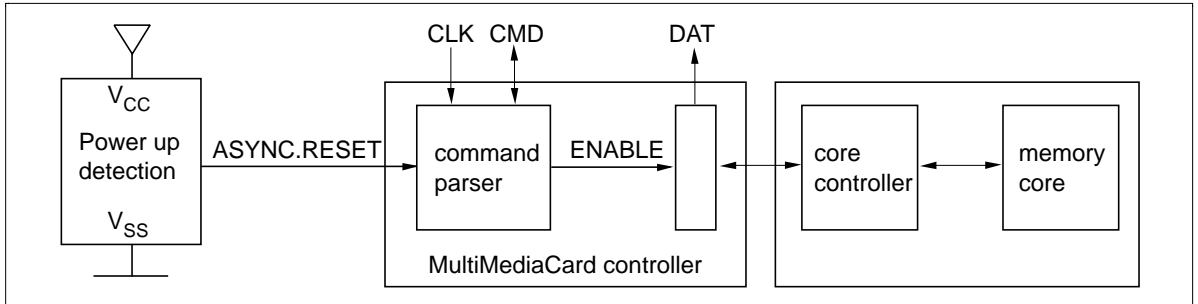 CLK CMD DAT
V_CC
Power up
detection
V_SS
ASYNC.RESET
command
parser
ENABLE
MultiMediaCard controller
core
controller
memory
core